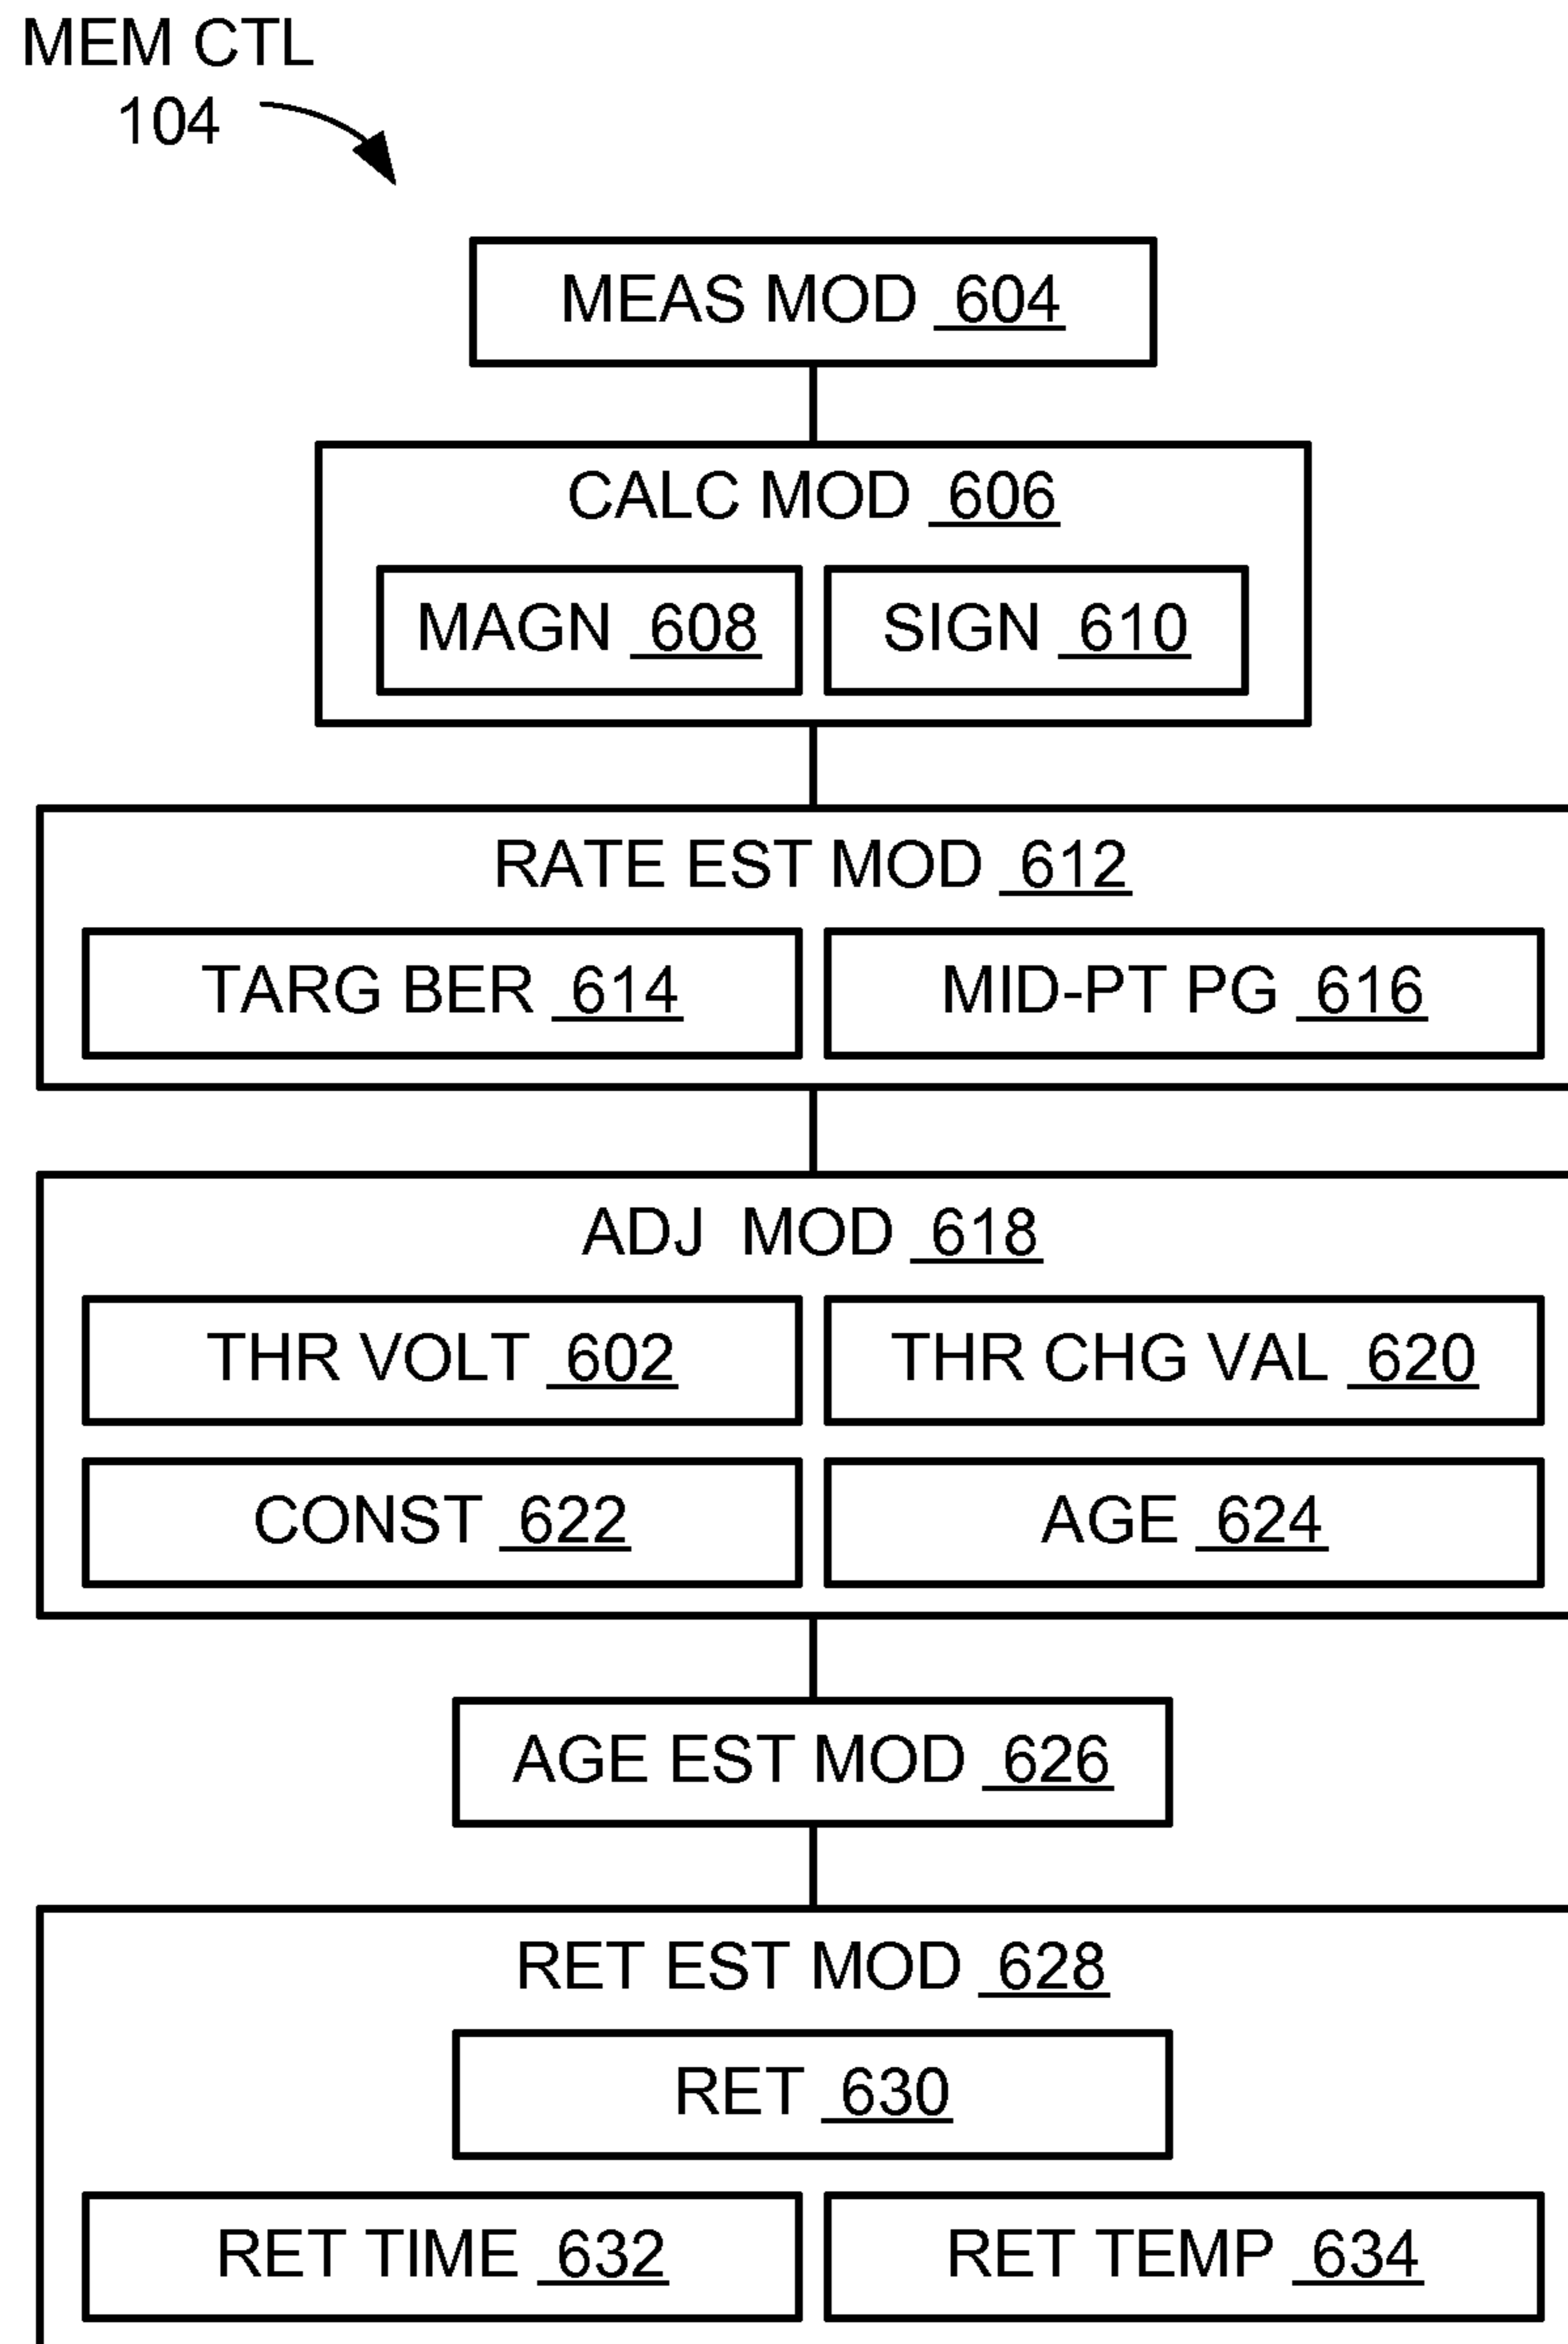 MEM CTL
104
MEAS MOD 604
CALC MOD 606
MAGN 608
SIGN 610
RATE EST MOD 612
TARG BER 614
MID-PT PG 616
ADJ MOD 618
THR VOLT 602
THR CHG VAL 620
CONST 622
AGE 624
AGE EST MOD 626
RET EST MOD 628
RET 630
RET TIME 632
RET TEMP 634